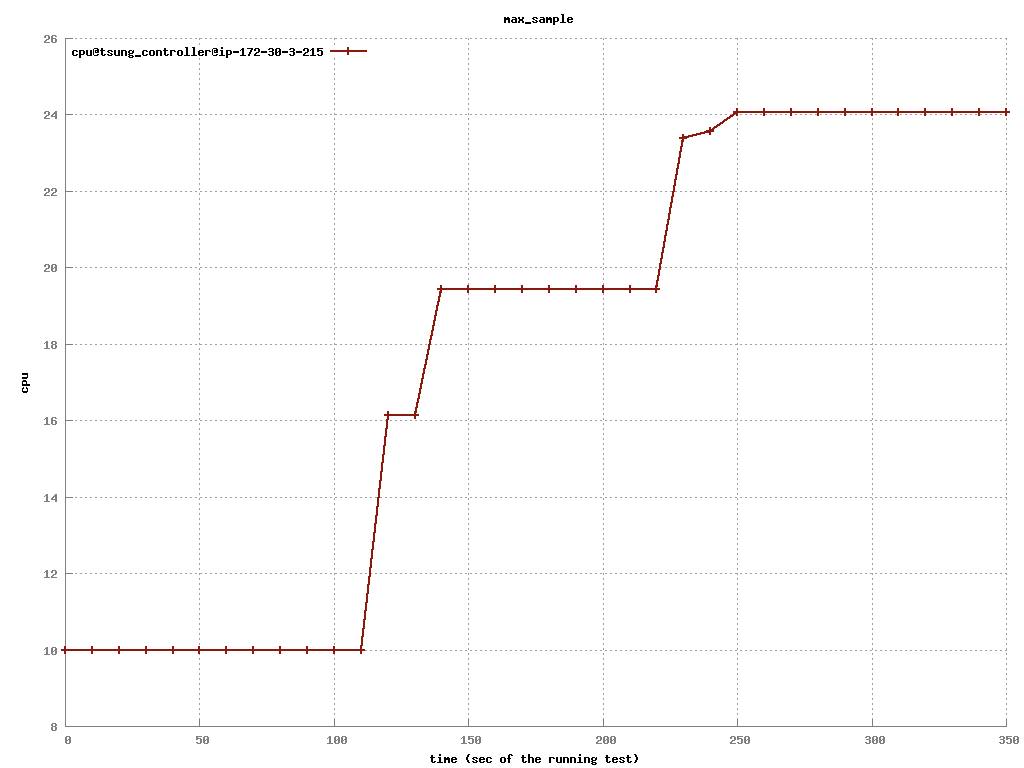 max_sample
26
cpu@tsung_controller@ip-172-30-3-215
24
22
20
18
cpu
16
14
12
10
8
0 50 100 150 200 250 300 350
time (sec of the running test)